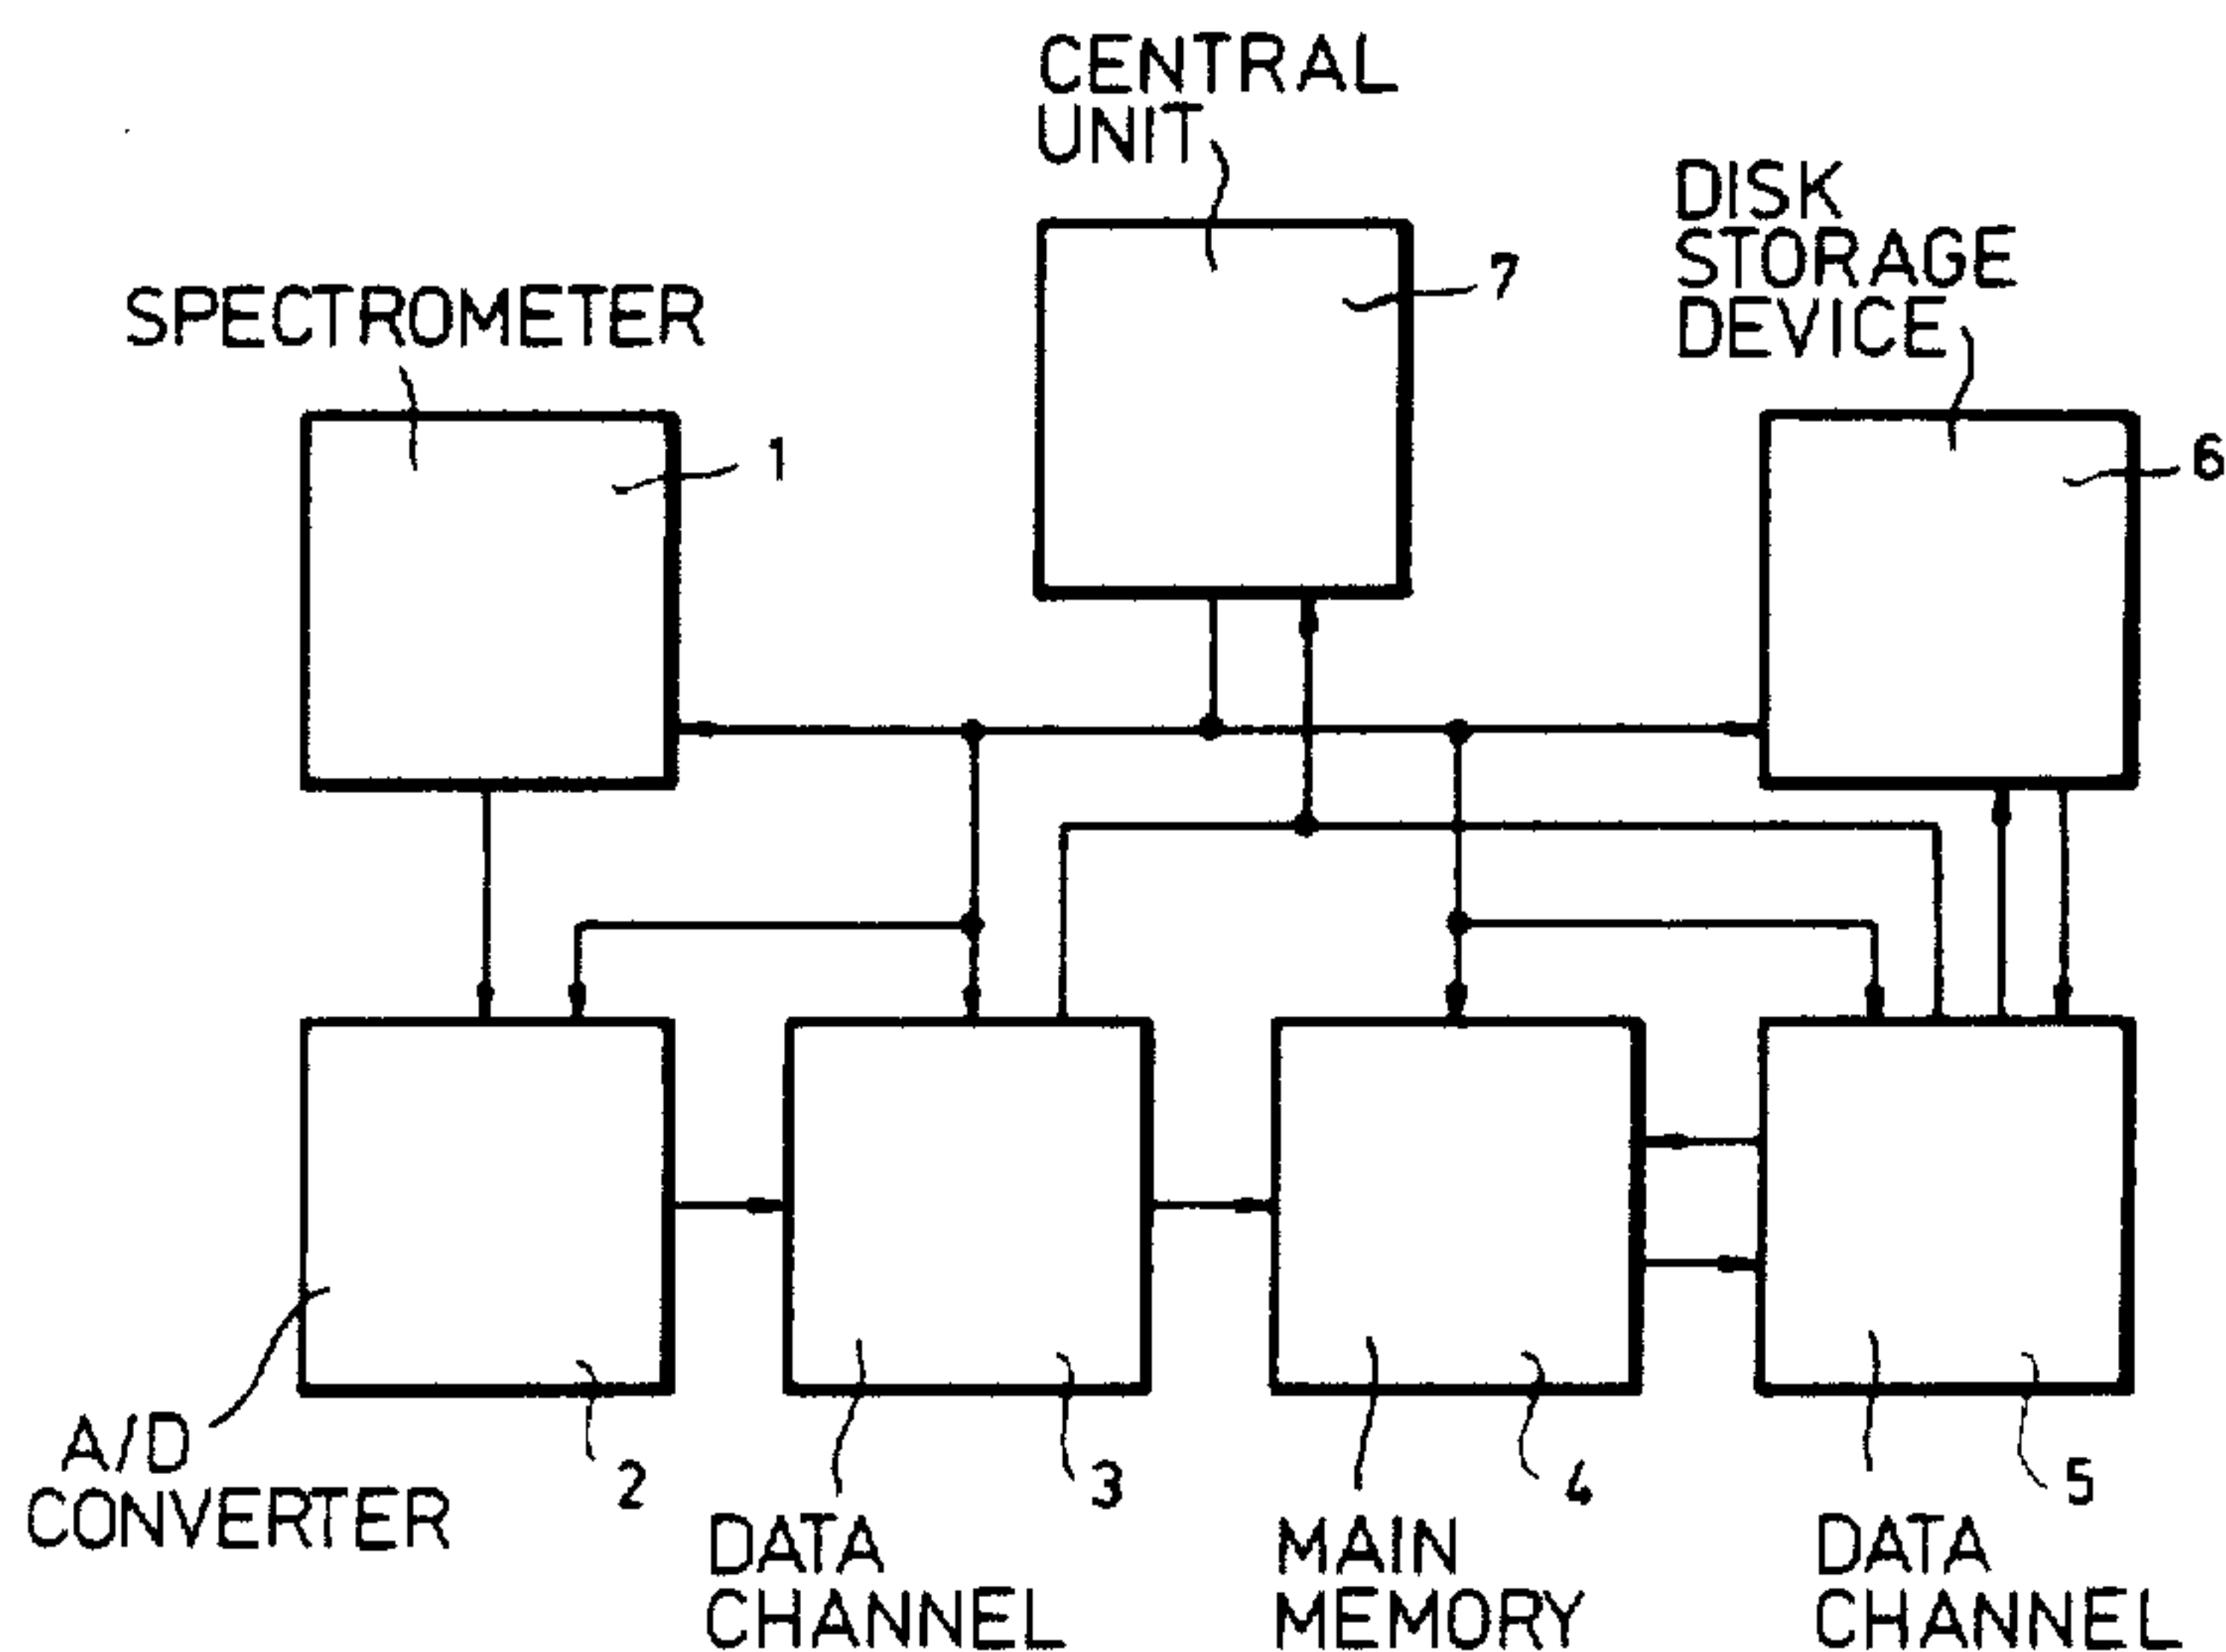 CENTRAL
UNIT
7
DISK
STORAGE
DEVICE
6
SPECTROMETER
1
A/D
CONVERTER
2
DATA
CHANNEL
3
MAIN
MEMORY
4
DATA
CHANNEL
5